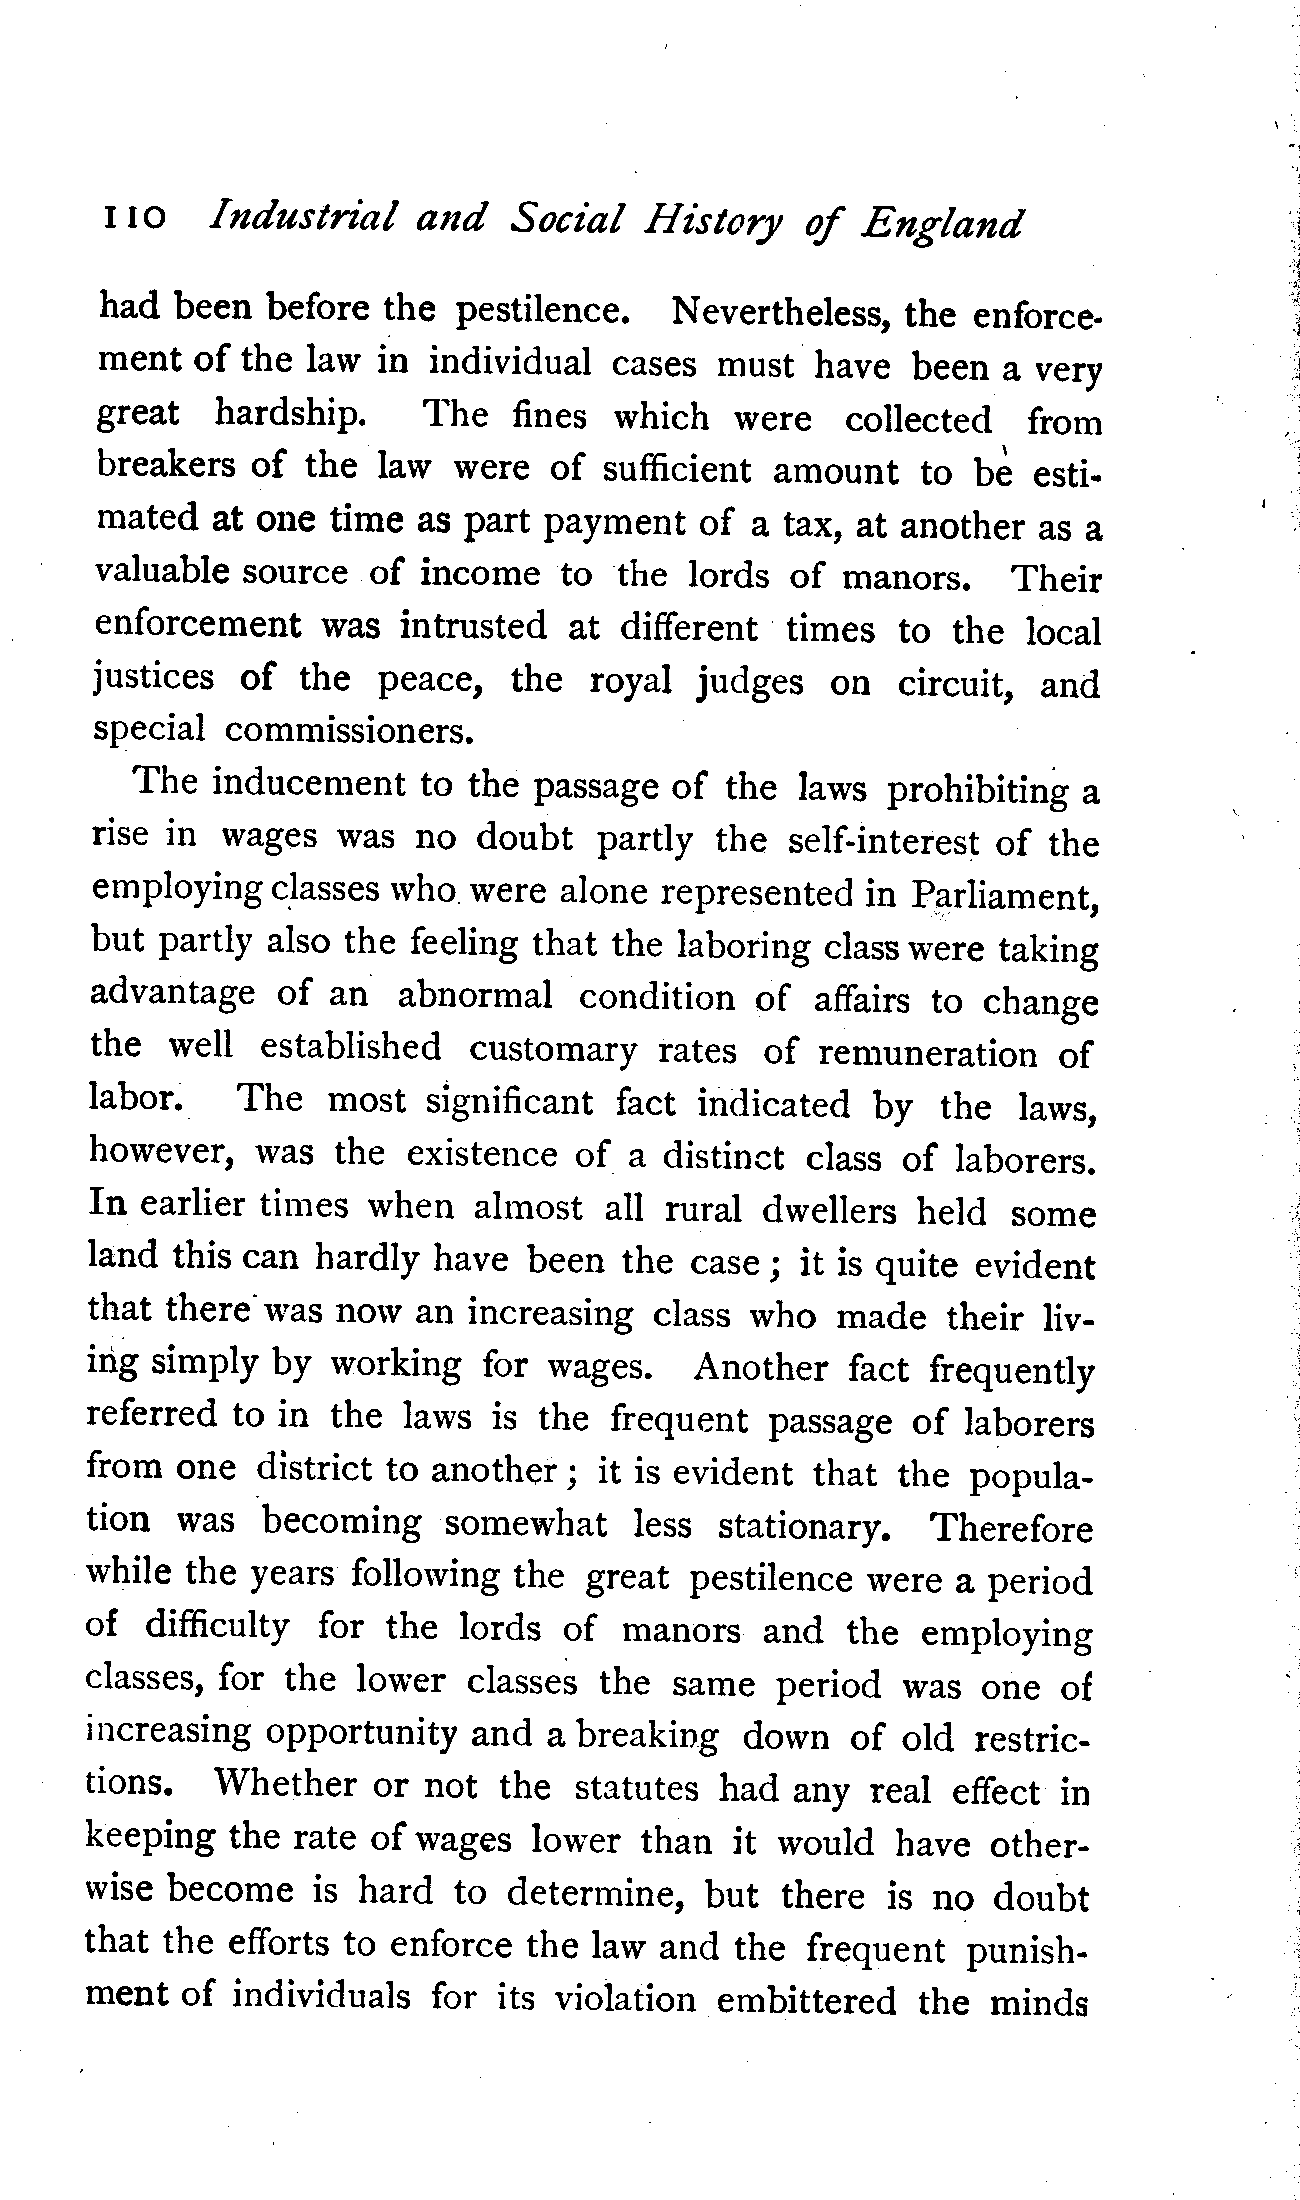 110 Industrial and Social History of England
had been before the pestilence. Nevertheless, the enforce-
ment of the law in individual cases must have been a very
great hardship. The fines which were collected from
breakers of the law were of sufficient amount to be esti-
mated at one time as part payment of a tax, at another as a
valuable source of income to the lords of manors. Their
enforcement was intrusted at different times to the local
justices of the peace, the royal judges on circuit, and
special commissioners.
The inducement to the passage of the laws prohibiting a
rise in wages was no doubt partly the self-interest of the
employing classes who were alone represented in Parliament,
but partly also the feeling that the laboring class were taking
advantage of an abnormal condition of affairs to change
the well established customary rates of remuneration of
labor. The most significant fact indicated by the laws,
however, was the existence of a distinct class of laborers.
In earlier times when almost all rural dwellers held some
land this can hardly have been the case; it is quite evident
that there was now an increasing class who made their liv-
ing simply by working for wages. Another fact frequently
referred to in the laws is the frequent passage of laborers
from one district to another; it is evident that the popula-
tion was becoming somewhat less stationary. Therefore
while the years following the great pestilence were a period
of difficulty for the lords of manors and the employing
classes, for the lower classes the same period was one of
increasing opportunity and a breaking down of old restric-
tions. Whether or not the statutes had any real effect in
keeping the rate of wages lower than it would have other-
wise become is hard to determine, but there is no doubt
that the efforts to enforce the law and the frequent punish-
ment of individuals for its violation embittered the minds